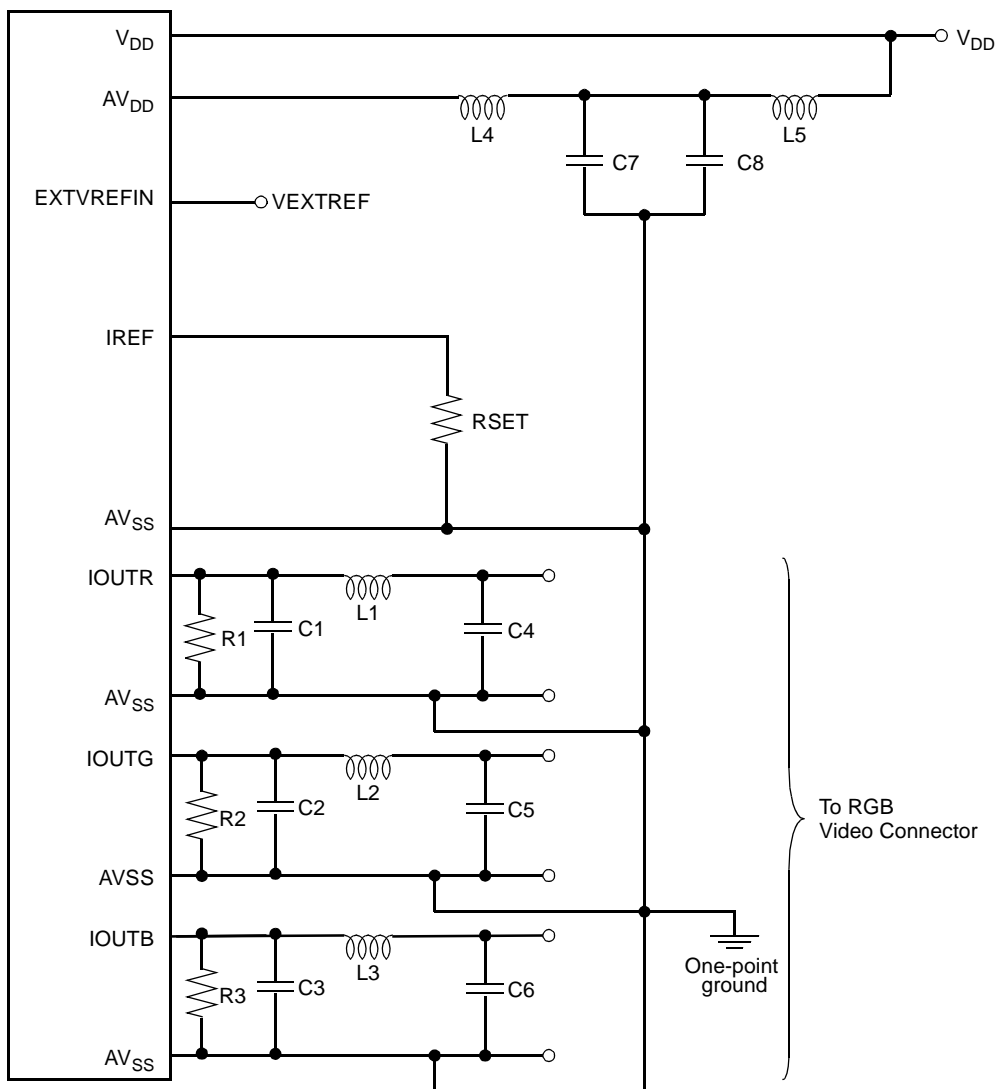 VDD
VDD
AVDD
L4
L5
C7
C8
EXTVREFIN
VEXTREF
IREF
RSET
AVSS
IOUTR
L1
R1
C1
C4
AVSS
IOUTG
L2
R2
C2
C5
To RGB
Video Connector
AVSS
IOUTB
L3
One-point
ground
R3
C3
C6
AVSS